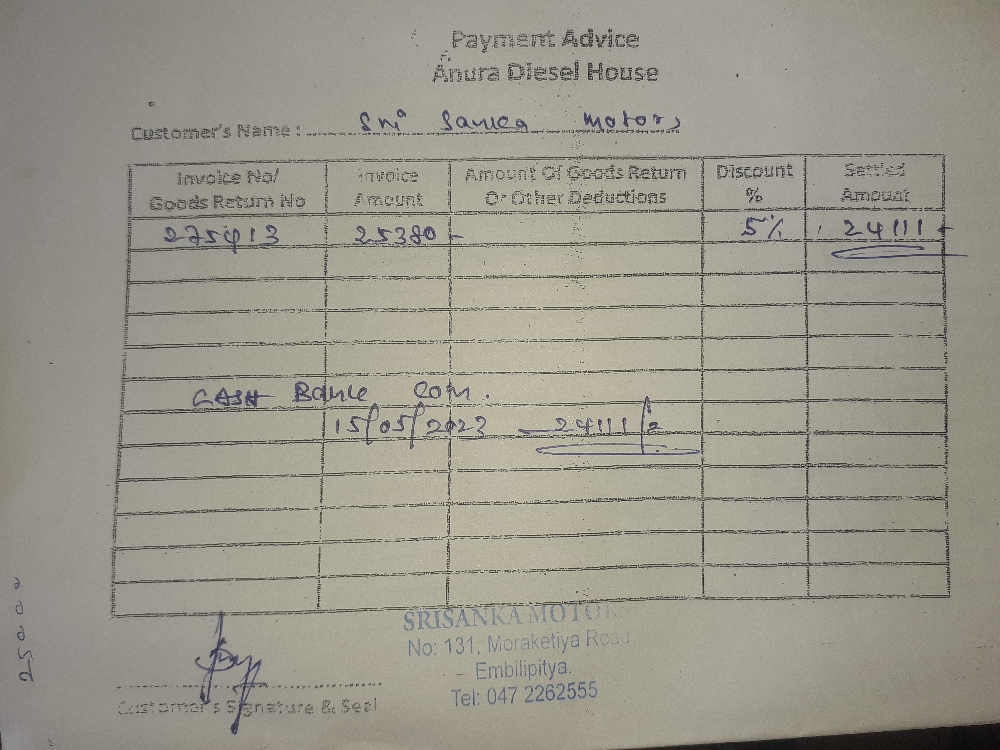 Payment Advice
Anura Diesel House
Customer's Name : Sri Sanka Motors
Invoice No/ Goods Return No Invoice Amount Amount Of Goods Return Or Other Deductions Discount % Settled Amount
275913 25380 - 5% 24111 -
CASH Bank Com.
15/05/2023 - 24111/=
25000
SRISANKA MOTORS
No: 131, Moraketiya Road
Embilipitya.
Tel: 047 2262555
Customer's Signature & Seal